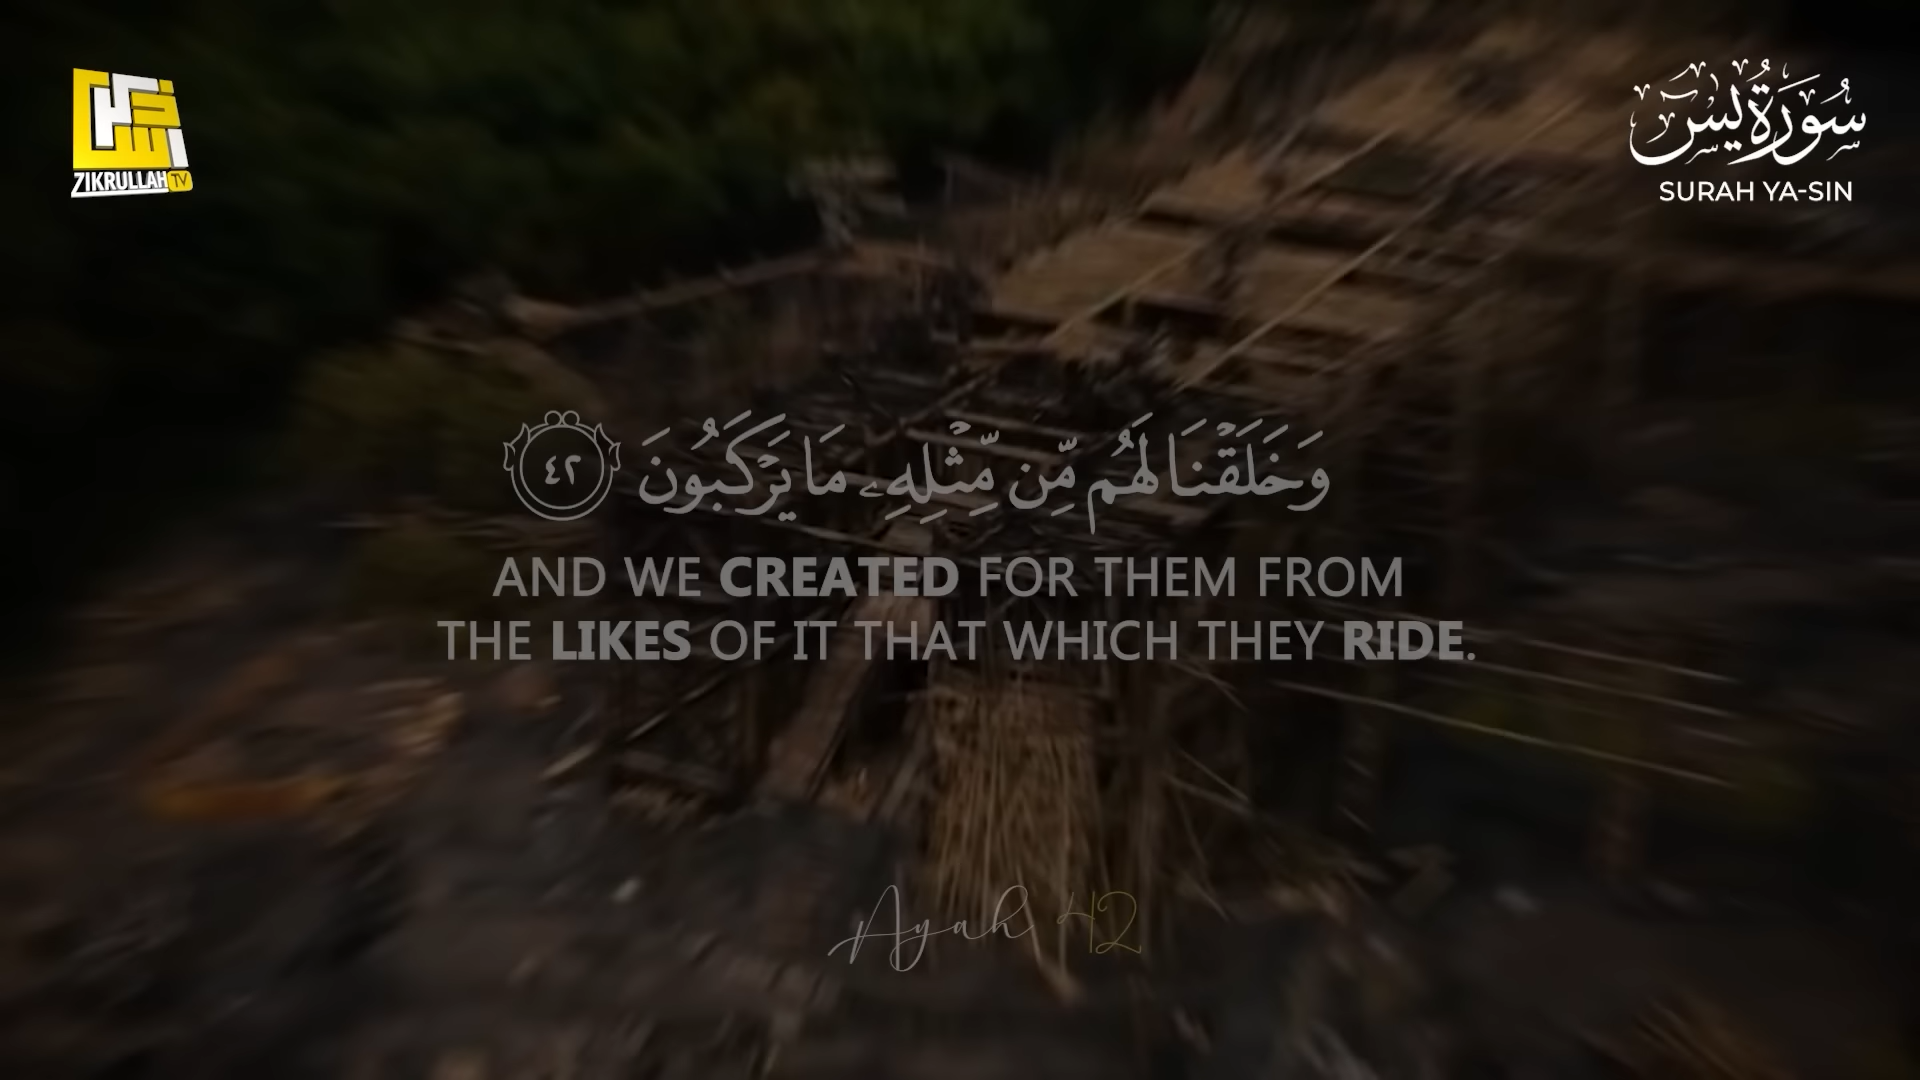 ZIKRULLAH TV
سُورَةُ يس
SURAH YA-SIN
وَخَلَقْنَا لَهُم مِّن مِّثْلِهِۦ مَا يَرْكَبُونَ ٤٢
AND WE CREATED FOR THEM FROM
THE LIKES OF IT THAT WHICH THEY RIDE.
Ayah 42